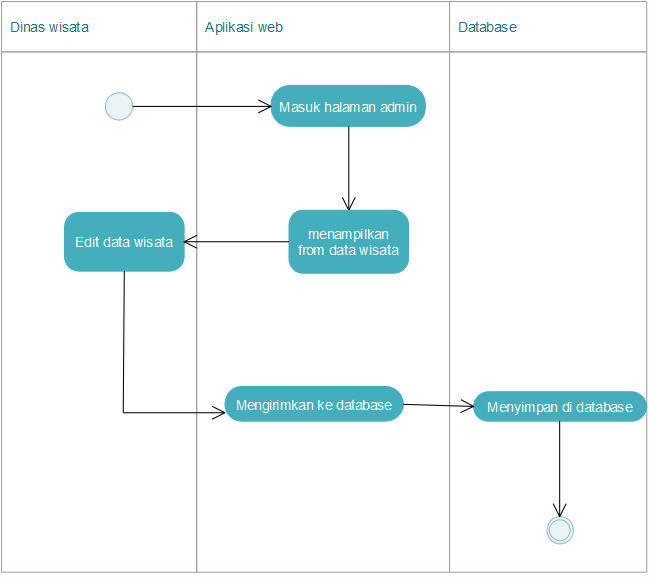 Dinas wisata
Aplikasi web
Database
Masuk halaman admin
menampilkan
from data wisata
Edit data wisata
Mengirimkan ke database
Menyimpan di database